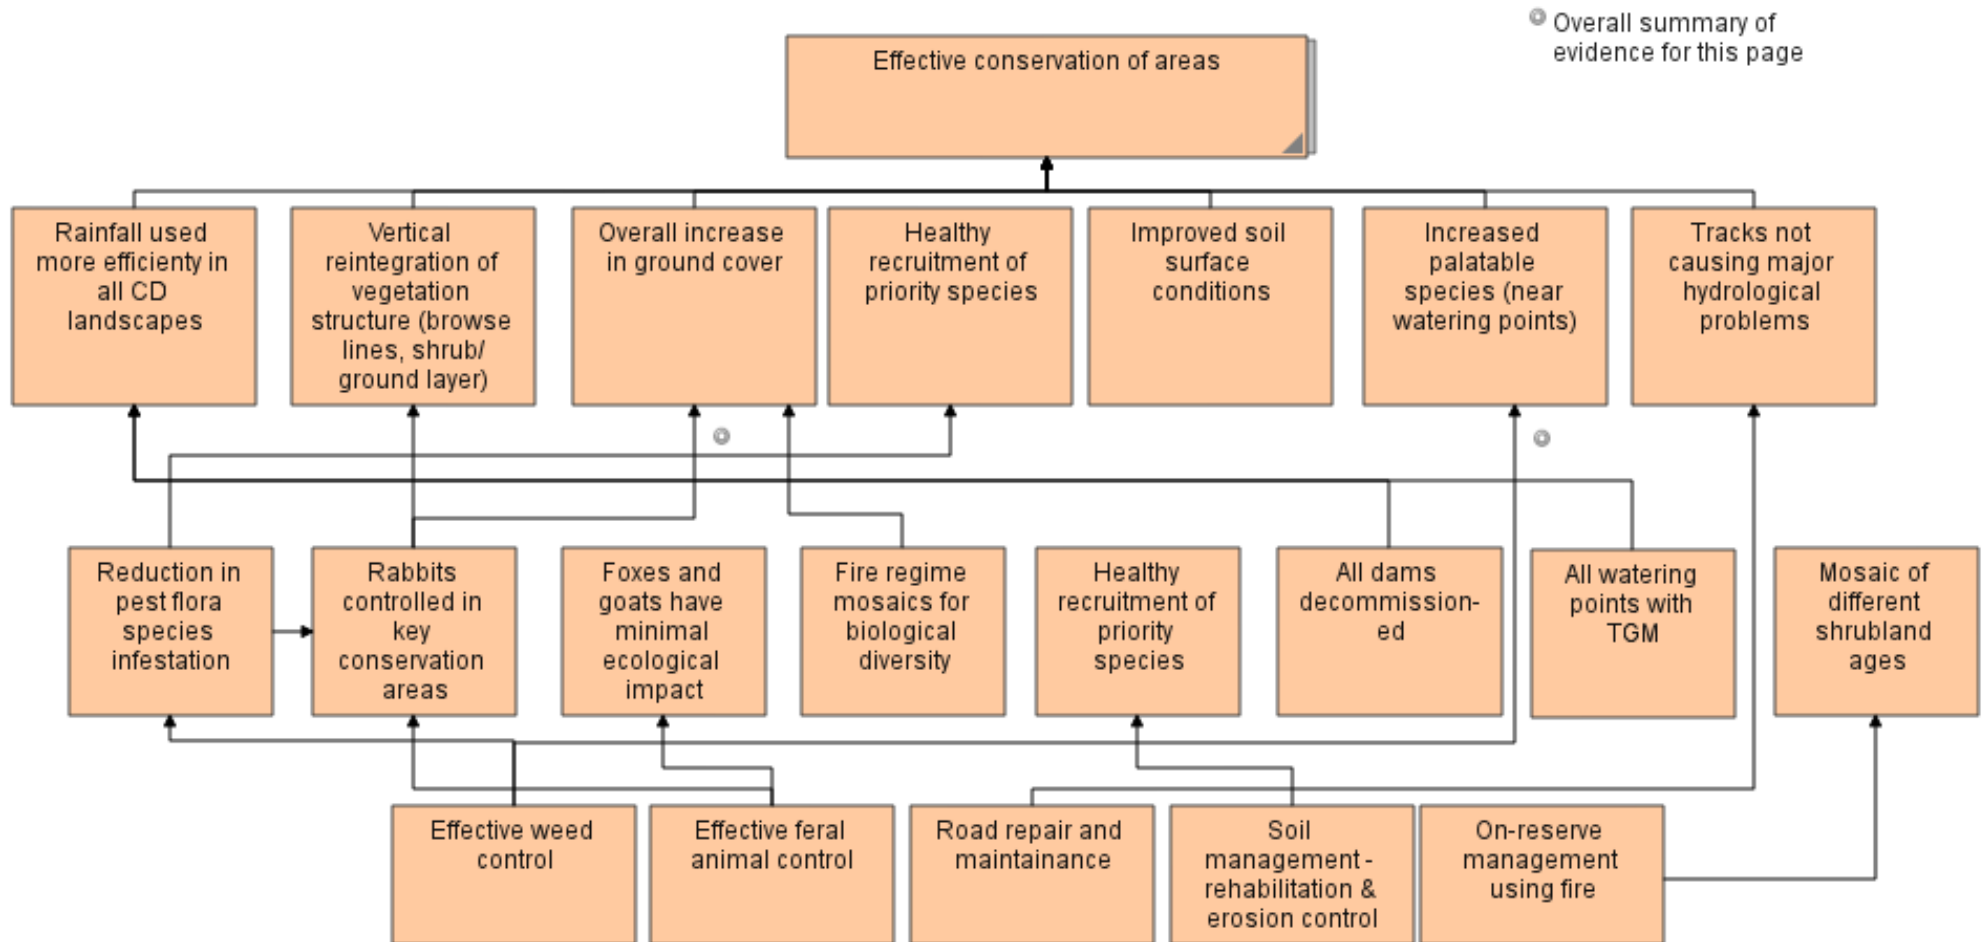 Overall summary of
evidence for this page
Effective conservation of areas
Rainfall used
more efficienty in
all CD
landscapes
Vertical
reintegration of
vegetation
structure (browse
lines, shrub/
ground layer)
Overall increase
in ground cover
Healthy
recruitment of
priority species
Improved soil
surface
conditions
Increased
palatable
species (near
watering points)
Tracks not
causing major
hydrological
problems
Reduction in
pest flora
species
infestation
Rabbits
controlled in
key
conservation
areas
Foxes and
goats have
minimal
ecological
impact
Fire regime
mosaics for
biological
diversity
Healthy
recruitment of
priority
species
All dams
decommission-
ed
All watering
points with
TGM
Mosaic of
different
shrubland
ages
Effective weed
control
Effective feral
animal control
Road repair and
maintainance
Soil
management -
rehabilitation &
erosion control
On-reserve
management
using fire